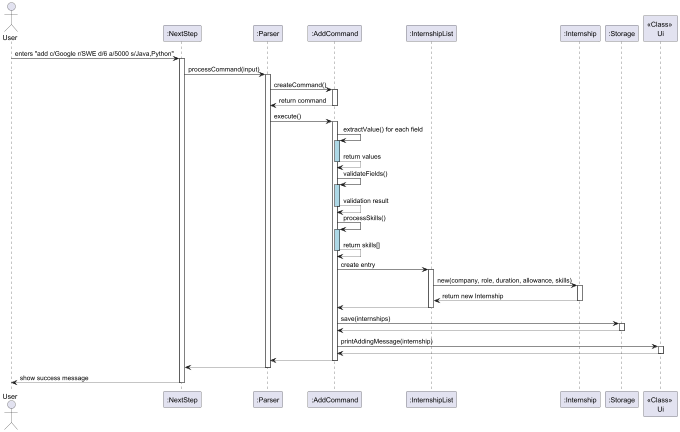 «Class»
User :NextStep :Parser :AddCommand :InternshipList :Internship :Storage Ui
enters "add c/Google r/SWE d/6 a/5000 s/Java,Python"
processCommand(input)
createCommand()
return command
execute()
extractValue() for each field
return values
validateFields()
validation result
processSkills()
return skills[]
create entry
new(company, role, duration, allowance, skills)
return new Internship
save(internships)
printAddingMessage(internship)
show success message
User :NextStep :Parser :AddCommand :InternshipList :Internship :Storage «Class»
Ui